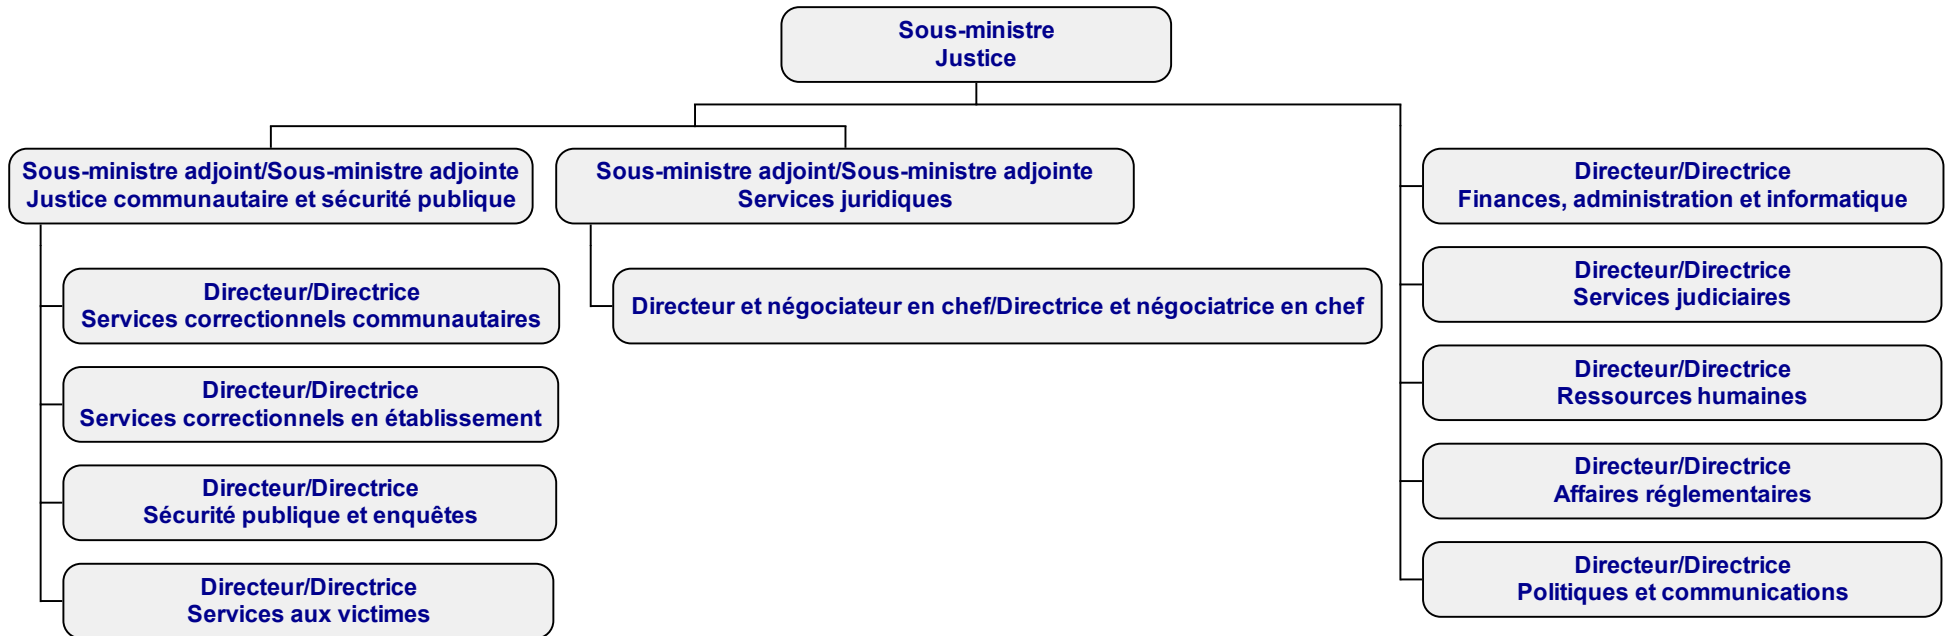 Sous-ministre
Justice
Sous-ministre adjoint/Sous-ministre adjointe
Justice communautaire et sécurité publique
Directeur/Directrice
Services correctionnels communautaires
Directeur/Directrice
Services correctionnels en établissement
Directeur/Directrice
Sécurité publique et enquêtes
Directeur/Directrice
Services aux victimes
Sous-ministre adjoint/Sous-ministre adjointe
Services juridiques
Directeur et négociateur en chef/Directrice et négociatrice en chef
Directeur/Directrice
Finances, administration et informatique
Directeur/Directrice
Services judiciaires
Directeur/Directrice
Ressources humaines
Directeur/Directrice
Affaires réglementaires
Directeur/Directrice
Politiques et communications